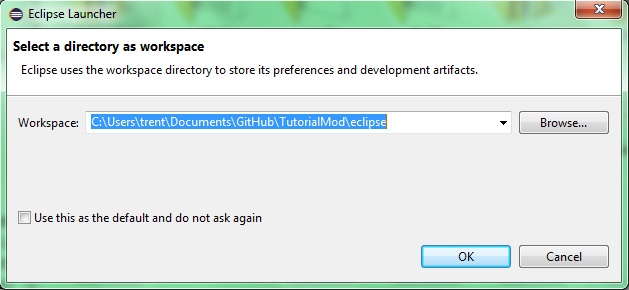 Eclipse Launcher
Select a directory as workspace
Eclipse uses the workspace directory to store its preferences and development artifacts.
Workspace: C:\Users\trent\Documents\GitHub\TutorialMod\eclipse Browse...
Use this as the default and do not ask again
OK Cancel